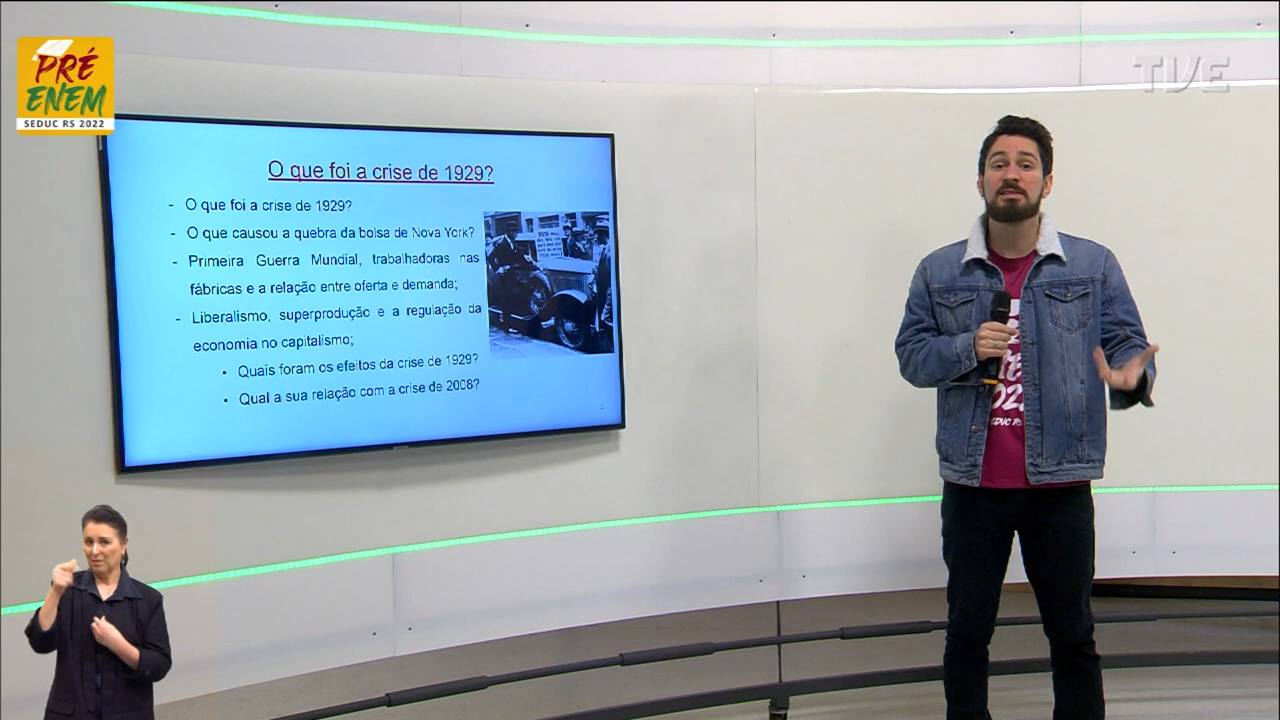 PRÉ
ENEM
SEDUC RS 2022
TVE
O que foi a crise de 1929?
- O que foi a crise de 1929?
- O que causou a quebra da bolsa de Nova York?
- Primeira Guerra Mundial, trabalhadoras nas
fábricas e a relação entre oferta e demanda;
- Liberalismo, superprodução e a regulação da
economia no capitalismo;
• Quais foram os efeitos da crise de 1929?
• Qual a sua relação com a crise de 2008?
2